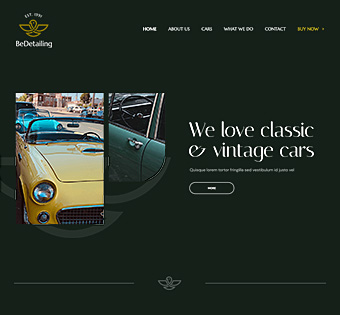 EST. 1991
BeDetailing
HOME ABOUT US CARS WHAT WE DO CONTACT BUY NOW
We love classic
& vintage cars
Quisque lorem tortor fringilla sed vestibulum id justo vel
MORE